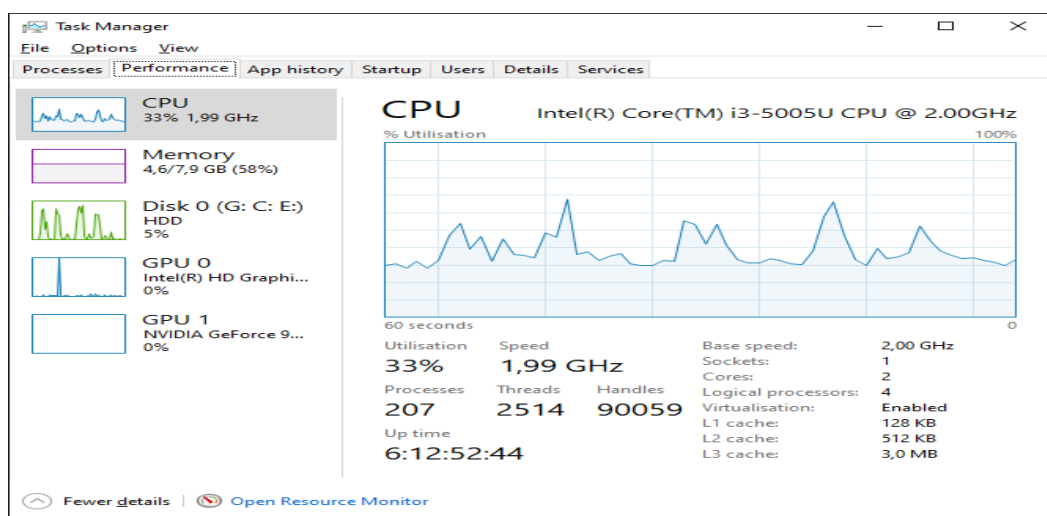 Task Manager
File Options View
Processes Performance App history Startup Users Details Services
CPU
33% 1,99 GHz
Memory
4,6/7,9 GB (58%)
Disk 0 (G: C: E:)
HDD
5%
GPU 0
Intel(R) HD Graphi...
0%
GPU 1
NVIDIA GeForce 9...
0%
CPU Intel(R) Core(TM) i3-5005U CPU @ 2.00GHz
% Utilisation 100%
60 seconds 0
Utilisation Speed
33% 1,99 GHz
Processes Threads Handles
207 2514 90059
Up time
6:12:52:44
Base speed: 2,00 GHz
Sockets: 1
Cores: 2
Logical processors: 4
Virtualisation: Enabled
L1 cache: 128 KB
L2 cache: 512 KB
L3 cache: 3,0 MB
Fewer details Open Resource Monitor